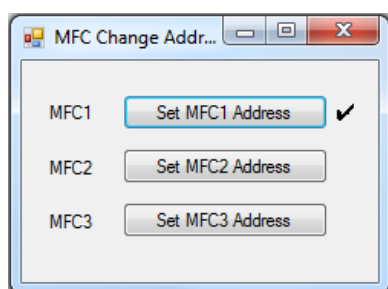 MFC Change Addr...
MFC1 Set MFC1 Address ✔
MFC2 Set MFC2 Address
MFC3 Set MFC3 Address